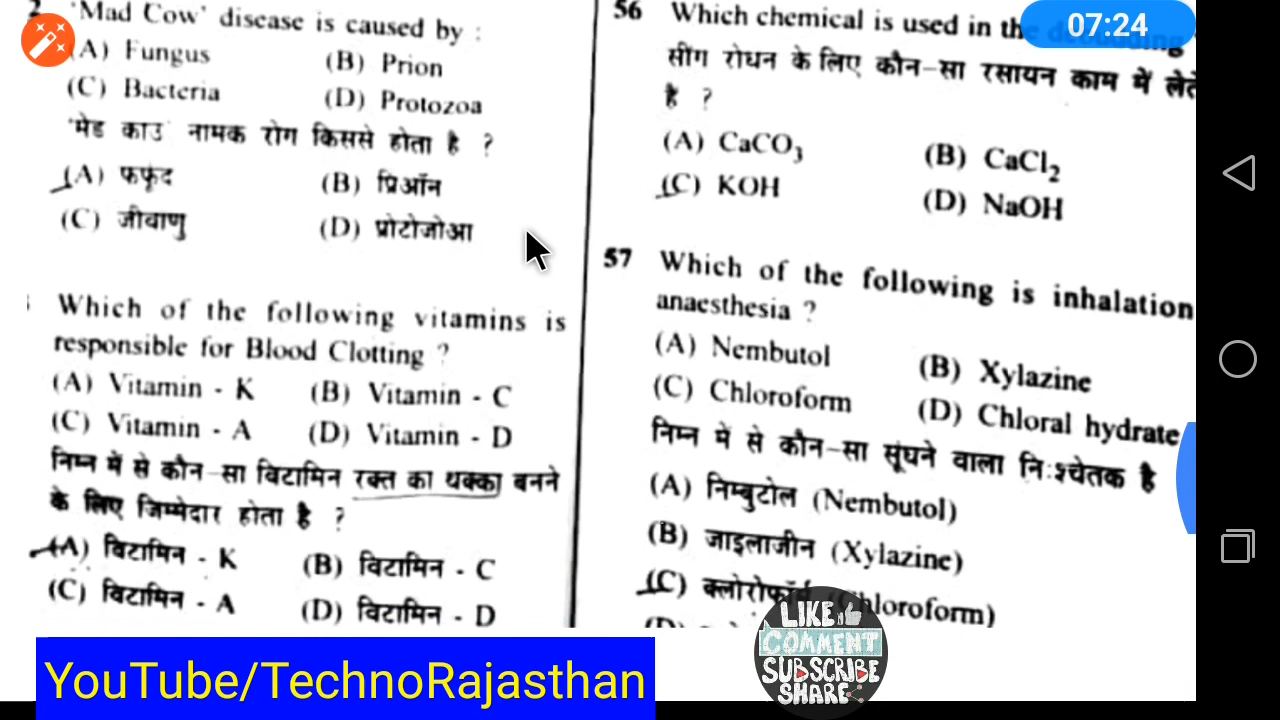 2 'Mad Cow' disease is caused by :
(A) Fungus (B) Prion
(C) Bacteria (D) Protozoa
'मेड काउ' नामक रोग किससे होता है ?
(A) फफूंद (B) प्रिऑन
(C) जीवाणु (D) प्रोटोजोआ
Which of the following vitamins is
responsible for Blood Clotting ?
(A) Vitamin - K (B) Vitamin - C
(C) Vitamin - A (D) Vitamin - D
निम्न में से कौन-सा विटामिन रक्त का थक्का बनने
के लिए जिम्मेदार होता है ?
(A) विटामिन - K (B) विटामिन - C
(C) विटामिन - A (D) विटामिन - D
56 Which chemical is used in the
सींग रोधन के लिए कौन-सा रसायन काम में लेते
है ?
(A) CaCO₃ (B) CaCl₂
(C) KOH (D) NaOH
57 Which of the following is inhalation
anaesthesia ?
(A) Nembutol (B) Xylazine
(C) Chloroform (D) Chloral hydrate
निम्न में से कौन-सा सूंघने वाला निःश्चेतक है
(A) निम्बुटोल (Nembutol)
(B) जाइलाजीन (Xylazine)
(C) क्लोरोफॉर्म (Chloroform)
07:24
YouTube/TechnoRajasthan
LIKE
COMMENT
SUBSCRIBE
SHARE